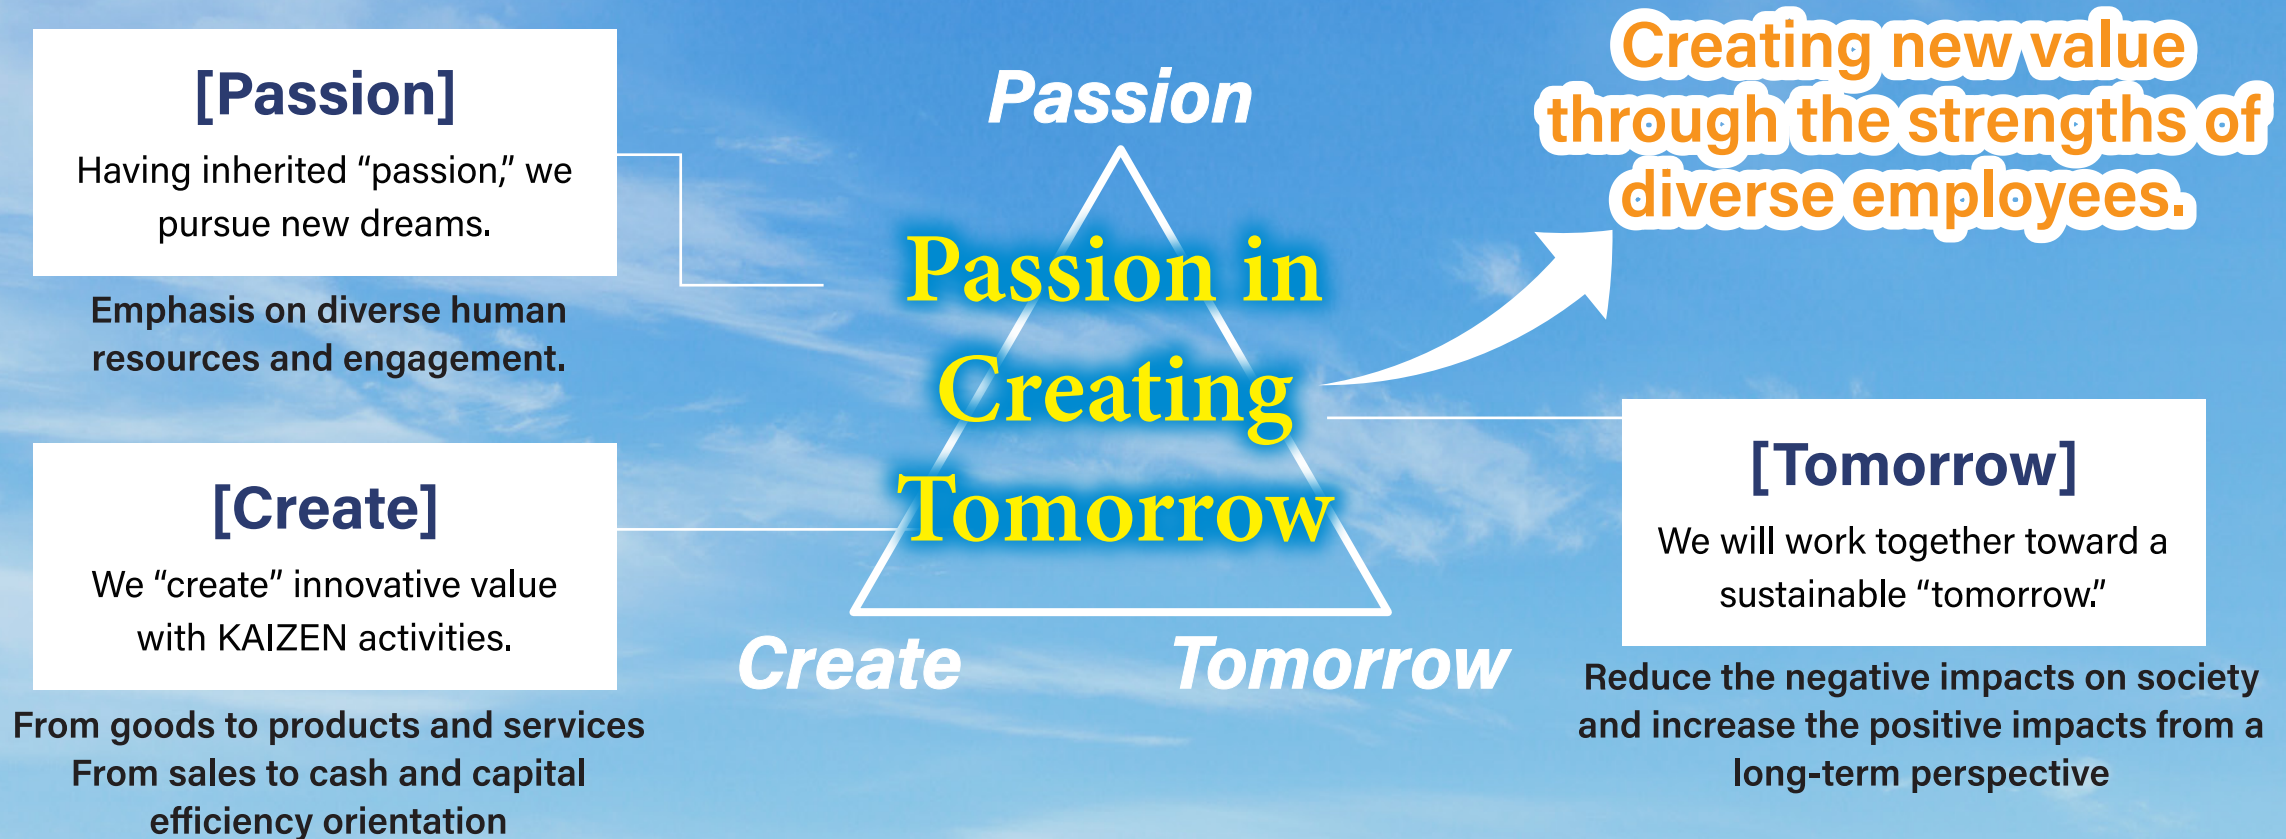 [Passion]
Having inherited “passion,” we
pursue new dreams.
Emphasis on diverse human
resources and engagement.
[Create]
We “create” innovative value
with KAIZEN activities.
From goods to products and services
From sales to cash and capital
efficiency orientation
Passion
Passion in
Creating
Tomorrow
Create
Tomorrow
Creating new value
through the strengths of
diverse employees.
[Tomorrow]
We will work together toward a
sustainable “tomorrow.”
Reduce the negative impacts on society
and increase the positive impacts from a
long-term perspective